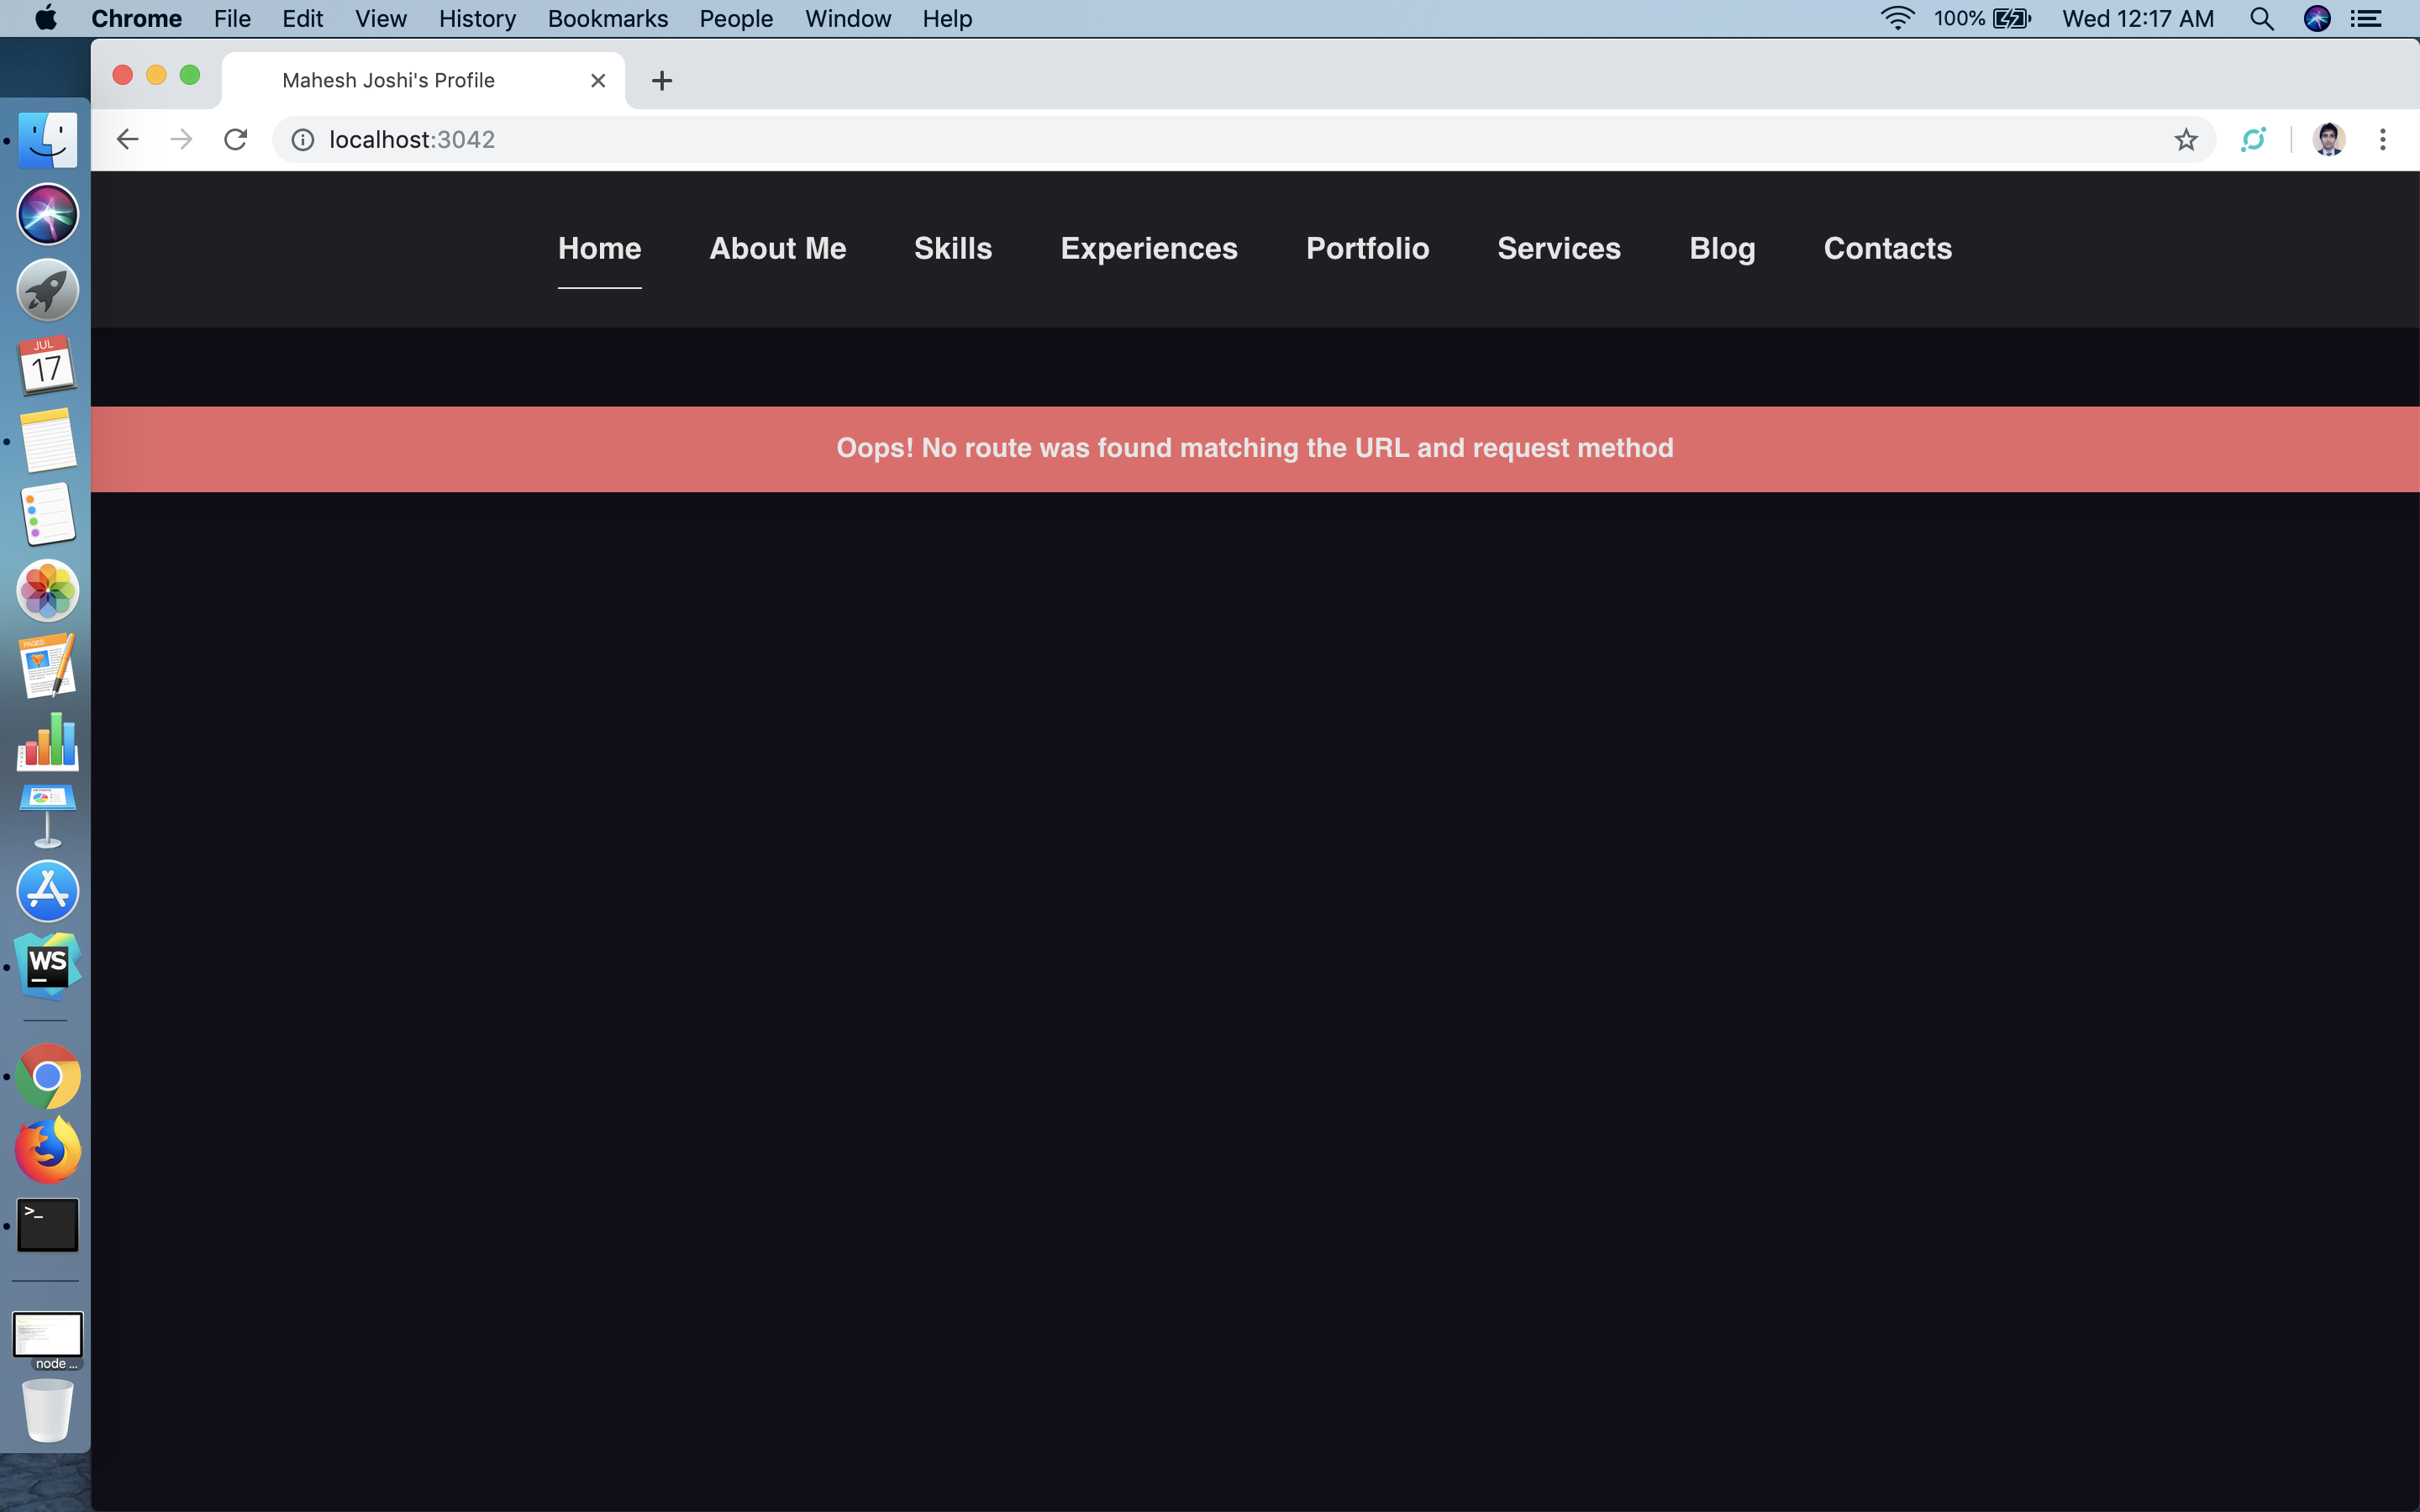 Chrome File Edit View History Bookmarks People Window Help 100% Wed 12:17 AM
Mahesh Joshi's Profile
localhost:3042
Home About Me Skills Experiences Portfolio Services Blog Contacts
Oops! No route was found matching the URL and request method
JUL
17
PAGES
WS
>_
node ...